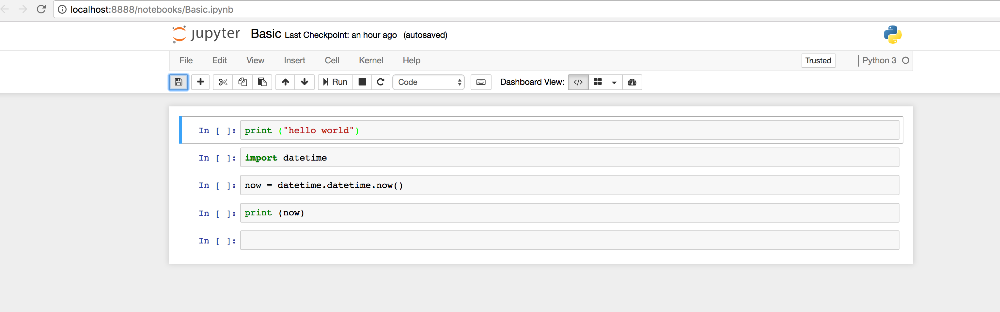 localhost:8888/notebooks/Basic.ipynb
jupyter Basic Last Checkpoint: an hour ago (autosaved)
File Edit View Insert Cell Kernel Help Trusted Python 3
Run Code Dashboard View: </>
In [ ]: print ("hello world")
In [ ]: import datetime
In [ ]: now = datetime.datetime.now()
In [ ]: print (now)
In [ ]: